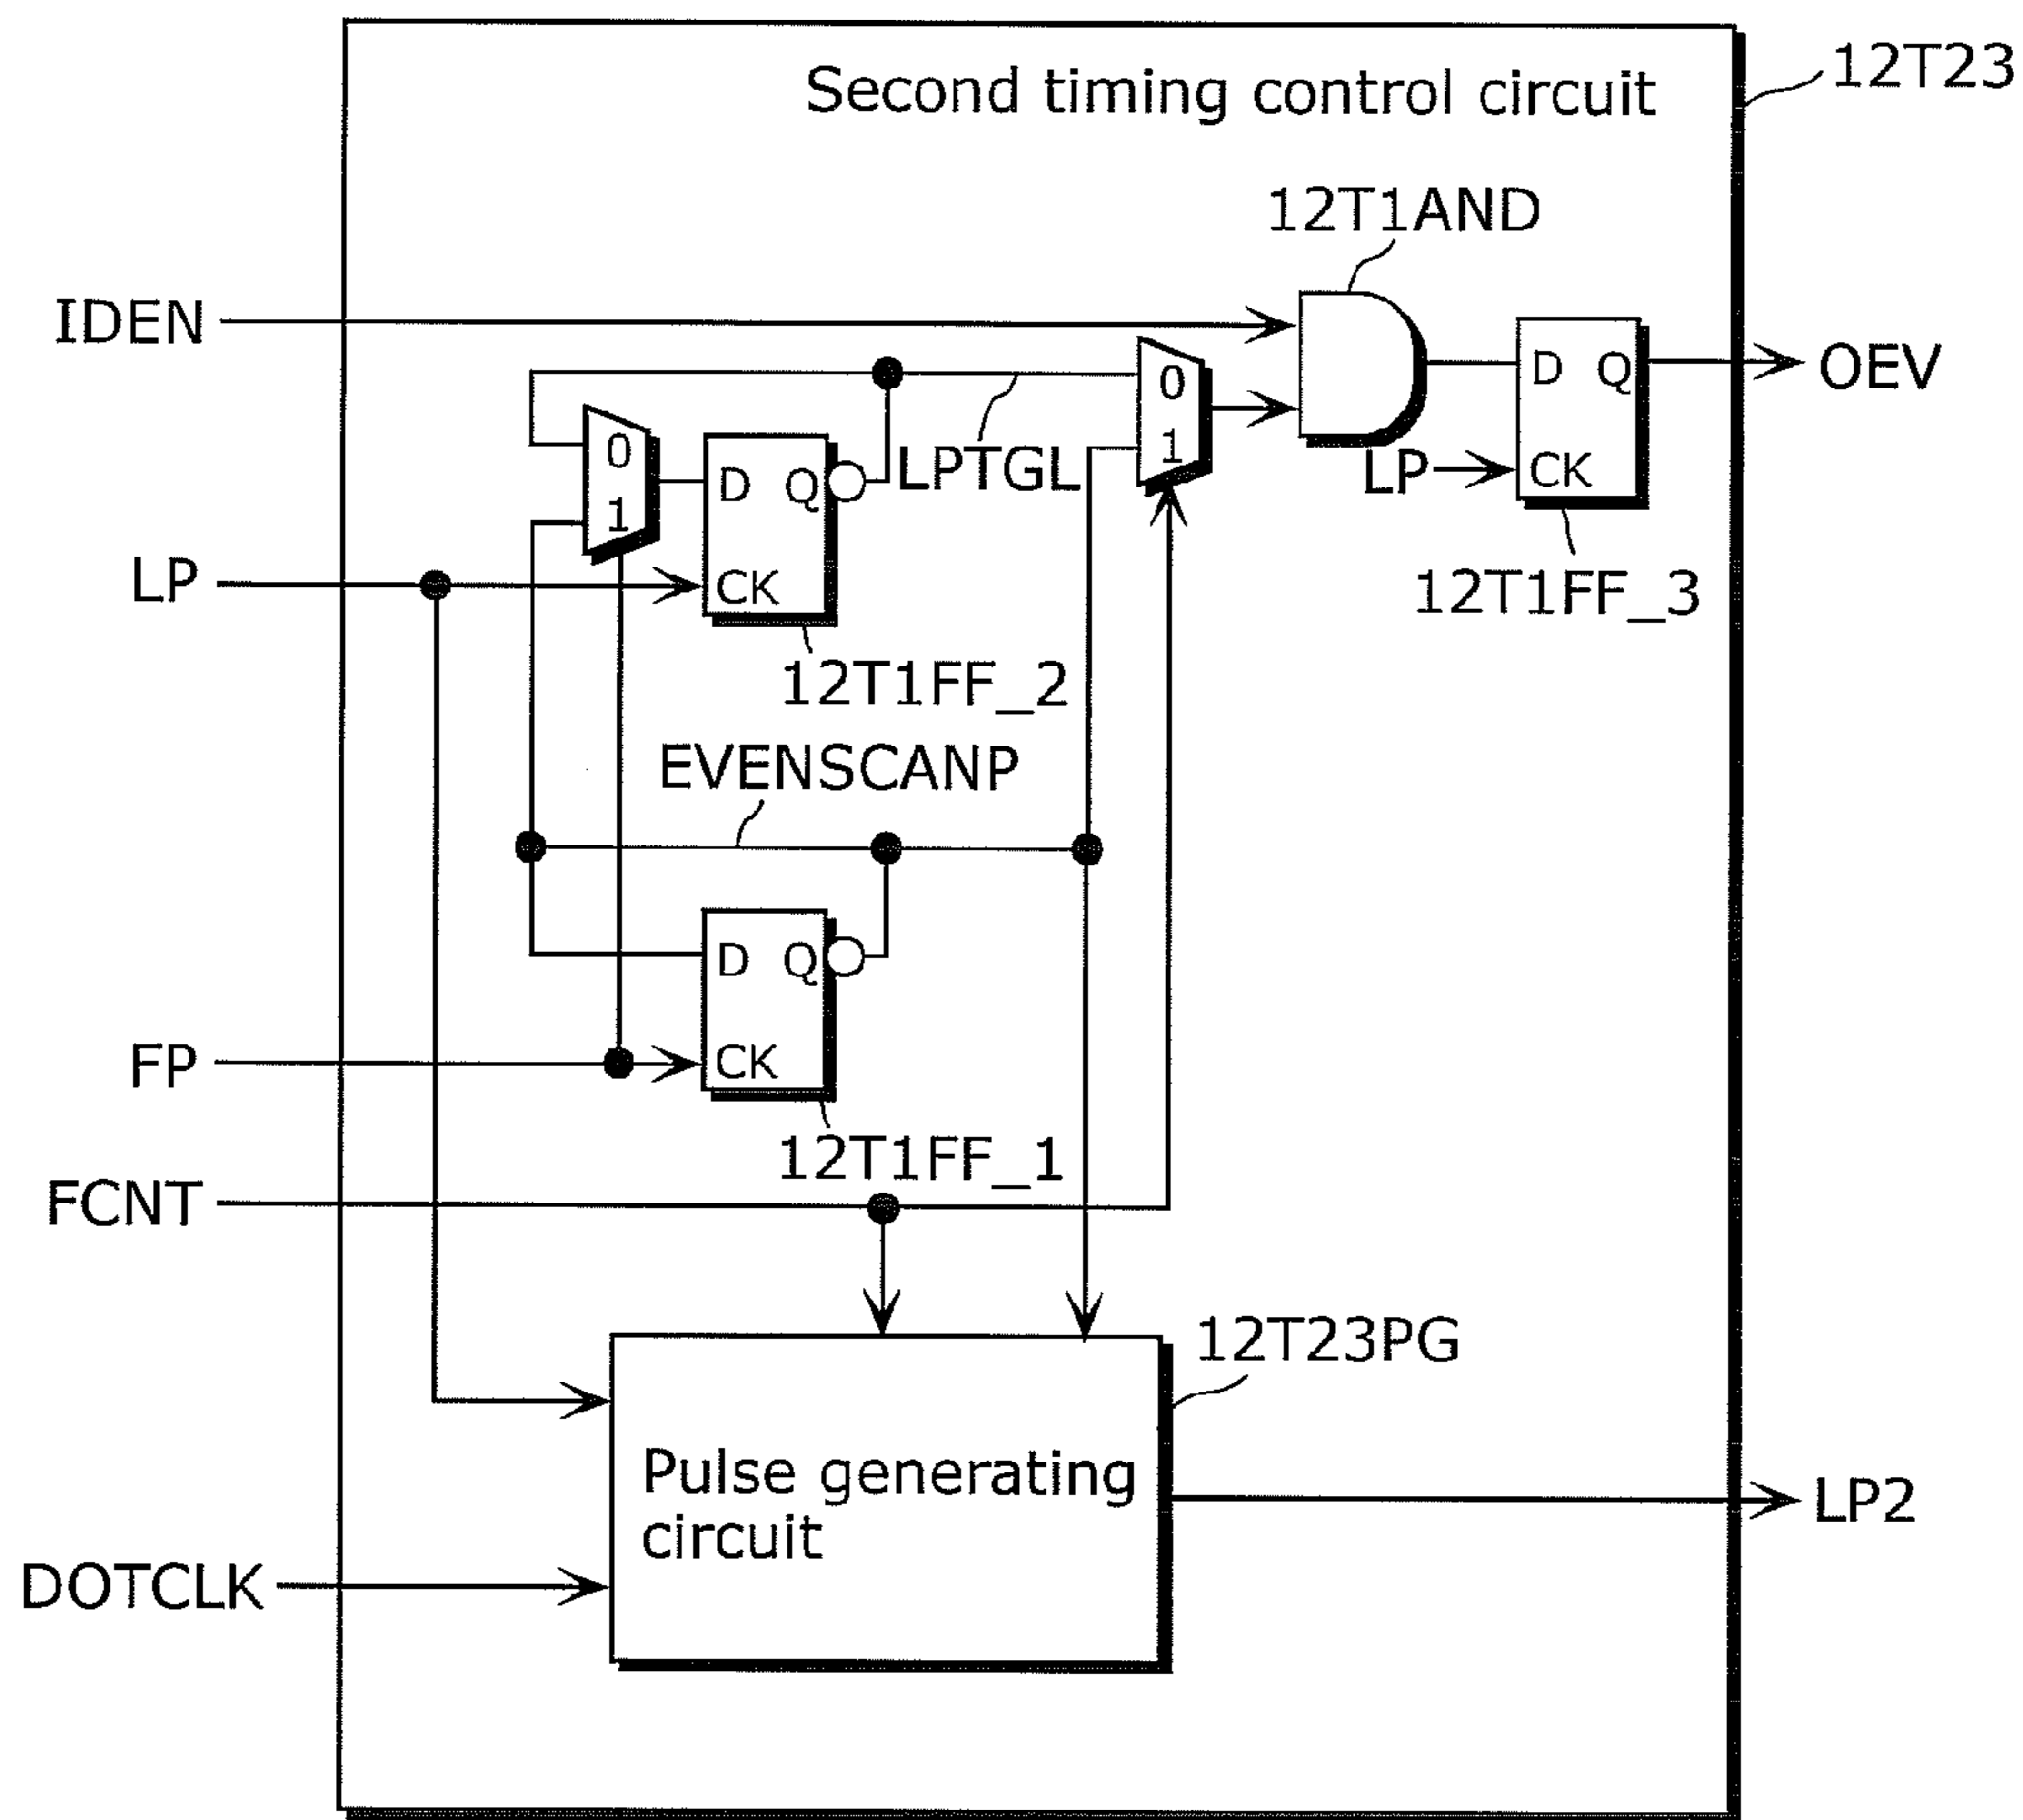 12T23
Second timing control circuit
12T1AND
IDEN
OEV
0
1
D Q
CK
LP
12T1FF_3
0
1
D Q
CK
LPTGL
LP
12T1FF_2
EVENSCANP
D Q
CK
FP
12T1FF_1
FCNT
12T23PG
Pulse generating
circuit
LP2
DOTCLK